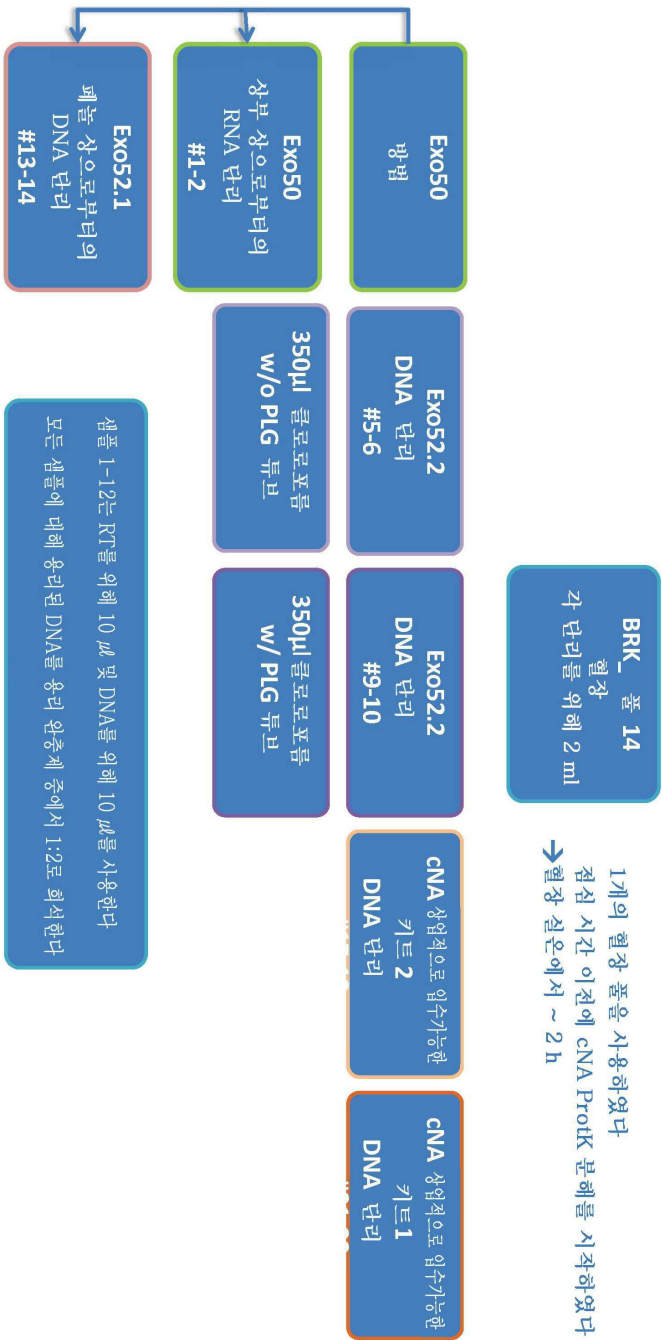 BRK_ 풀 14
혈장
각 단리를 위해 2 ml
1개의 혈장 풀을 사용하였다
점심 시간 이전에 cNA ProtK 분해를 시작하였다
→혈장 실온에서 ~ 2 h
Exo50
방법
Exo52.2
DNA 단리
#5-6
Exo52.2
DNA 단리
#9-10
cNA 상업적으로 입수가능한
키트 2
DNA 단리
cNA 상업적으로 입수가능한
키트1
DNA 단리
Exo50
상부 상으로부터의
RNA 단리
#1-2
350µl 클로로포름
w/o PLG 튜브
350µl 클로로포름
w/ PLG 튜브
Exo52.1
페놀 상으로부터의
DNA 단리
#13-14
샘플 1-12는 RT를 위해 10 ㎕ 및 DNA를 위해 10 ㎕를 사용한다
모든 샘플에 대해 용리된 DNA를 용리 완충제 중에서 1:2로 희석한다